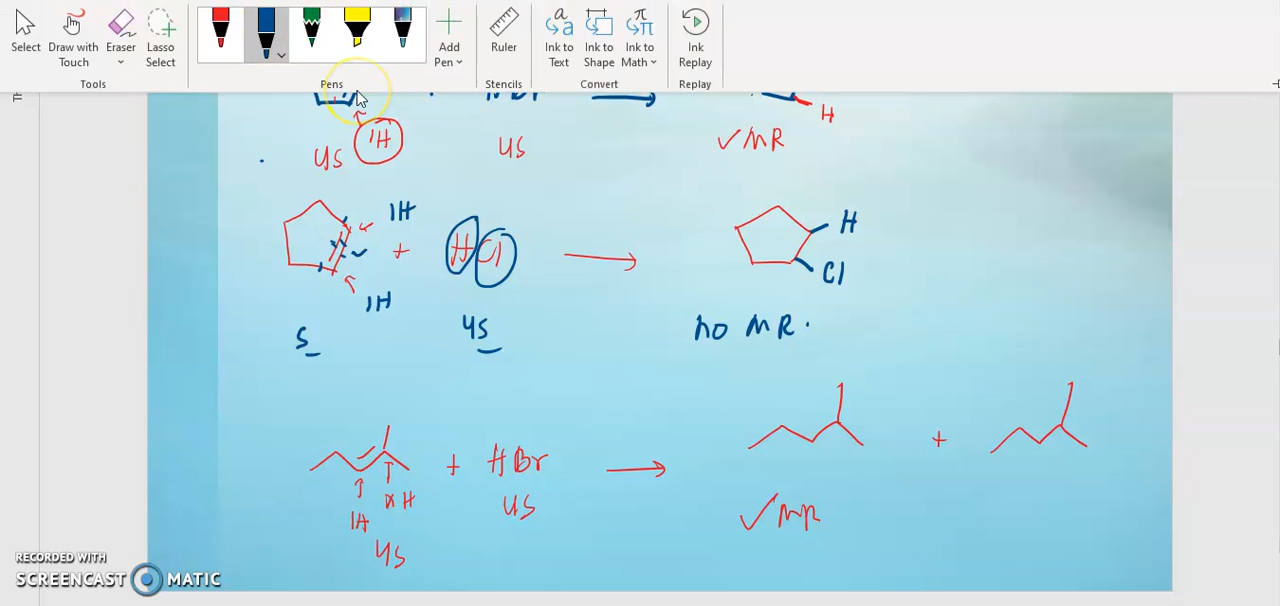 Select
Draw with Touch
Eraser
Lasso Select
Add Pen
Ruler
Ink to Text
Ink to Shape
Ink to Math
Ink Replay
Tools
Pens
Stencils
Convert
Replay
H
1H
US
US
✓ MR
1H
+ HCl
H
Cl
1H
S
US
no MR.
+ HBr
+
1H
H
US
US
✓ MR
RECORDED WITH
SCREENCAST MATIC